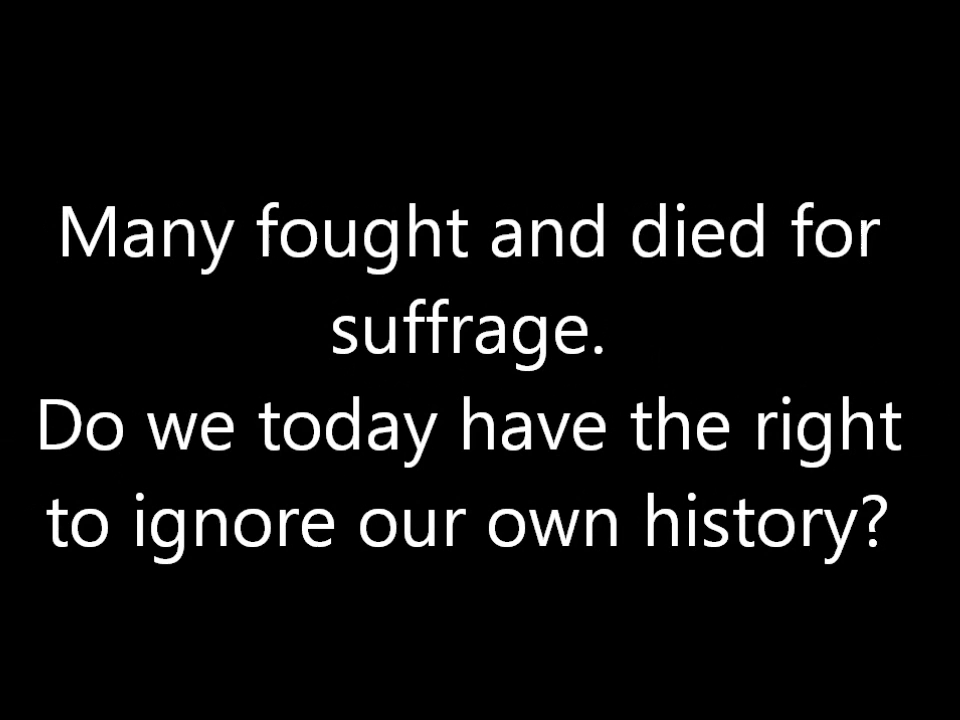 Many fought and died for
suffrage.
Do we today have the right
to ignore our own history?